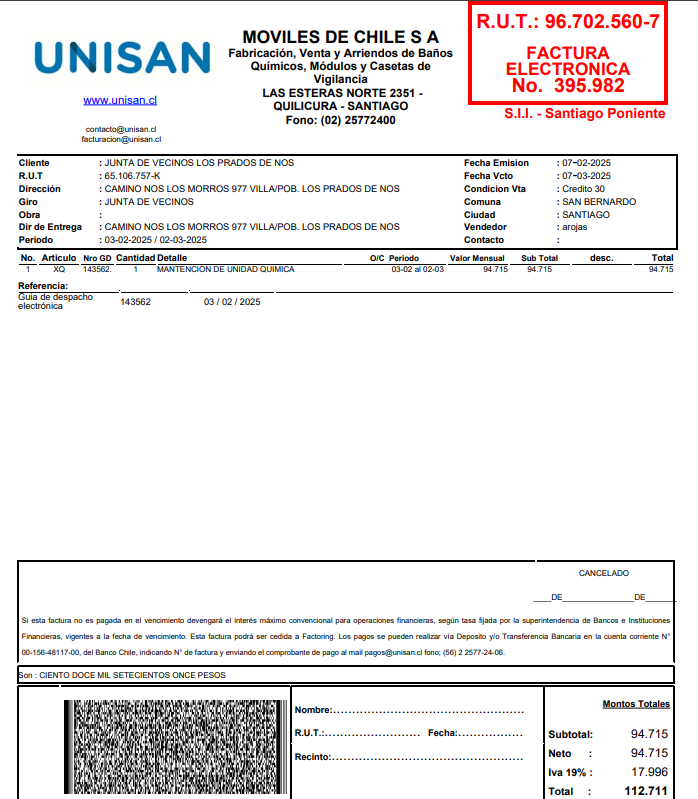 UNISAN
www.unisan.cl
contacto@unisan.cl
facturacion@unisan.cl
MOVILES DE CHILE S A
Fabricación, Venta y Arriendos de Baños
Químicos, Módulos y Casetas de
Vigilancia
LAS ESTERAS NORTE 2351 -
QUILICURA - SANTIAGO
Fono: (02) 25772400
R.U.T.: 96.702.560-7
FACTURA
ELECTRONICA
No. 395.982
S.I.I. - Santiago Poniente
Cliente : JUNTA DE VECINOS LOS PRADOS DE NOS Fecha Emision : 07-02-2025
R.U.T : 65.106.757-K Fecha Vcto : 07-03-2025
Dirección : CAMINO NOS LOS MORROS 977 VILLA/POB. LOS PRADOS DE NOS Condicion Vta : Credito 30
Giro : JUNTA DE VECINOS Comuna : SAN BERNARDO
Obra : Ciudad : SANTIAGO
Dir de Entrega : CAMINO NOS LOS MORROS 977 VILLA/POB. LOS PRADOS DE NOS Vendedor : arojas
Periodo : 03-02-2025 / 02-03-2025 Contacto :
No. Articulo Nro GD Cantidad Detalle O/C Periodo Valor Mensual Sub Total desc. Total
1 XQ 143562. 1 MANTENCION DE UNIDAD QUIMICA 03-02 al 02-03 94.715 94.715 94.715
Referencia:
Guia de despacho
electrónica 143562 03 / 02 / 2025
CANCELADO
____DE________________DE_______
Si esta factura no es pagada en el vencimiento devengará el interés máximo convencional para operaciones financieras, según tasa fijada por la superintendencia de Bancos e Instituciones
Financieras, vigentes a la fecha de vencimiento. Esta factura podrá ser cedida a Factoring. Los pagos se pueden realizar vía Deposito y/o Transferencia Bancaria en la cuenta corriente N°
00-156-48117-00, del Banco Chile, indicando N° de factura y enviando el comprobante de pago al mail pagos@unisan.cl fono; (56) 2 2577-24-06.
Son : CIENTO DOCE MIL SETECIENTOS ONCE PESOS
Nombre:..................................................
R.U.T.:......................... Fecha:.................
Recinto:..................................................
Montos Totales
Subtotal: 94.715
Neto : 94.715
Iva 19% : 17.996
Total : 112.711